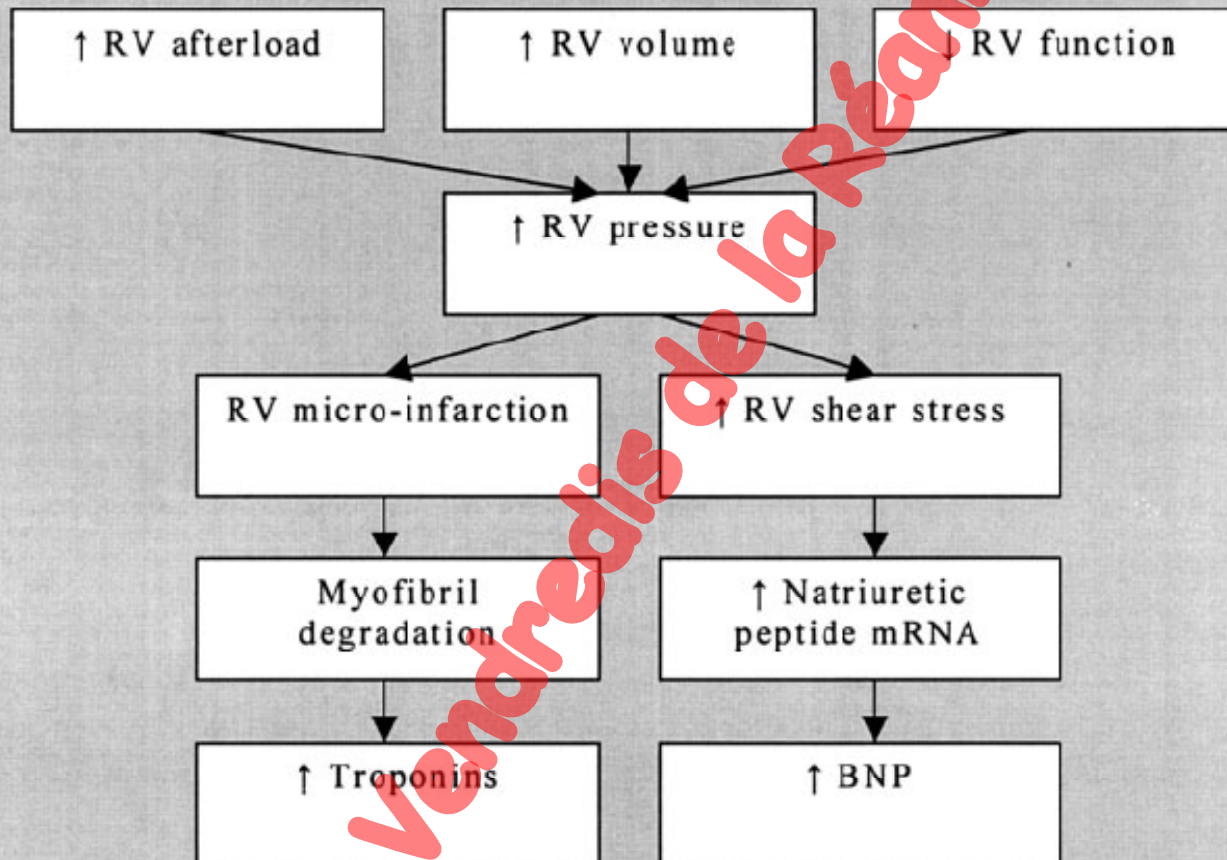 ↑ RV afterload
↑ RV volume
↓ RV function
↑ RV pressure
RV micro-infarction
↑ RV shear stress
Myofibril
degradation
↑ Natriuretic
peptide mRNA
↑ Troponins
↑ BNP
Vendredis de la Réan